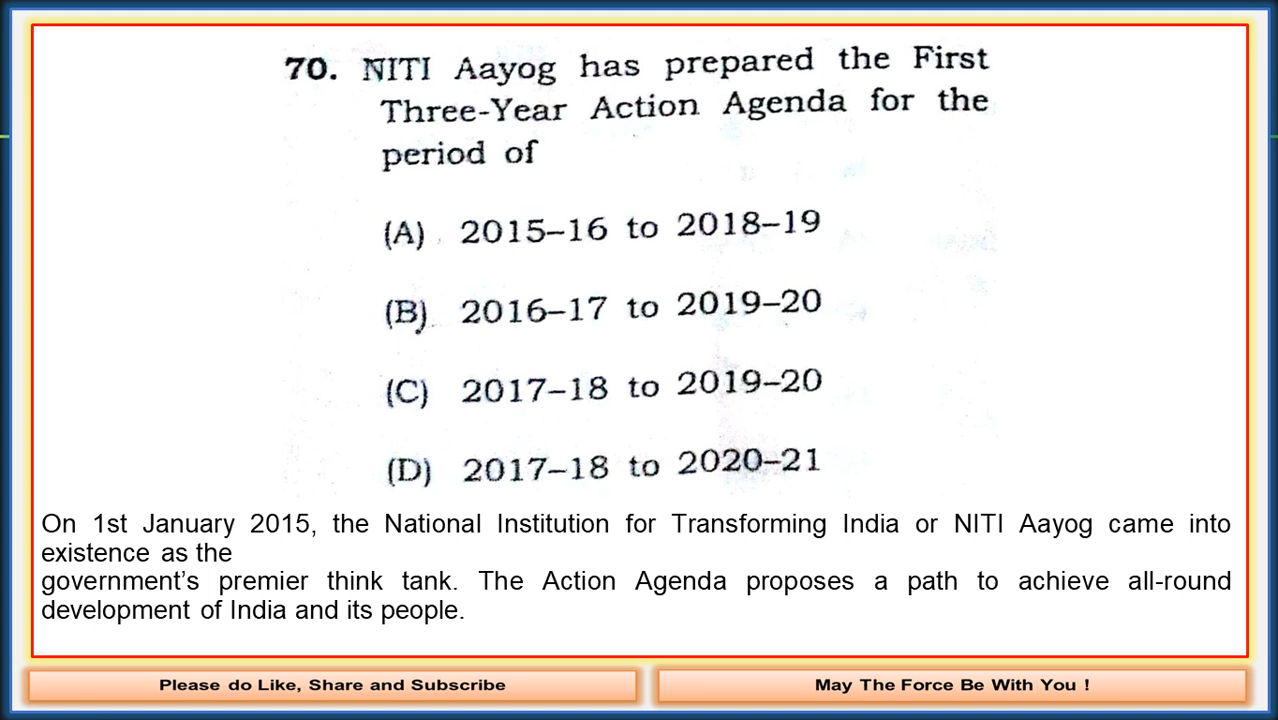 70. NITI Aayog has prepared the First
Three-Year Action Agenda for the
period of
(A) 2015–16 to 2018–19
(B) 2016–17 to 2019–20
(C) 2017–18 to 2019–20
(D) 2017–18 to 2020–21
On 1st January 2015, the National Institution for Transforming India or NITI Aayog came into
existence as the
government’s premier think tank. The Action Agenda proposes a path to achieve all-round
development of India and its people.
Please do Like, Share and Subscribe
May The Force Be With You !